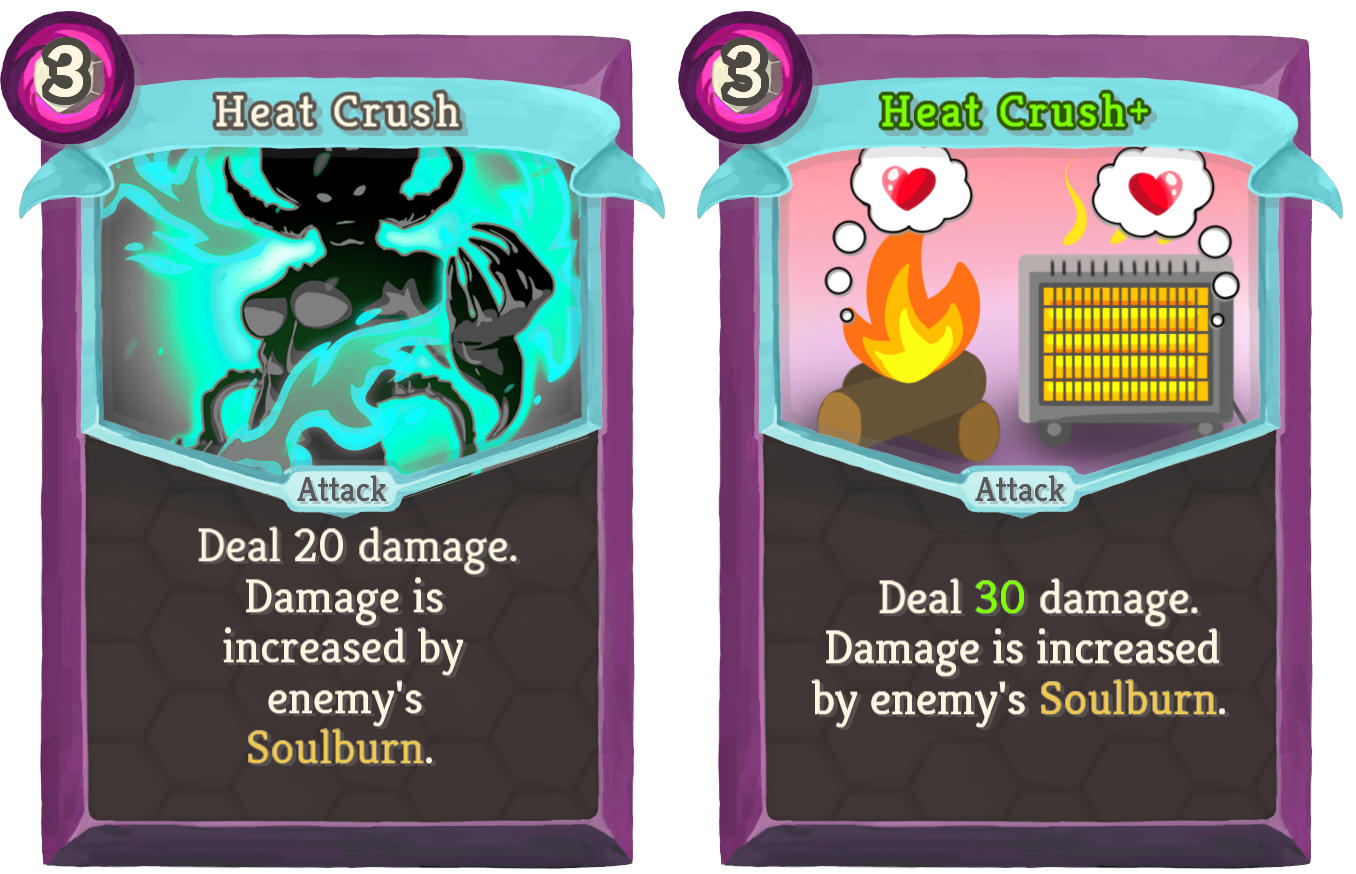 3
Heat Crush
Attack
Deal 20 damage.
Damage is
increased by
enemy's
Soulburn.
3
Heat Crush+
Attack
Deal 30 damage.
Damage is increased
by enemy's Soulburn.